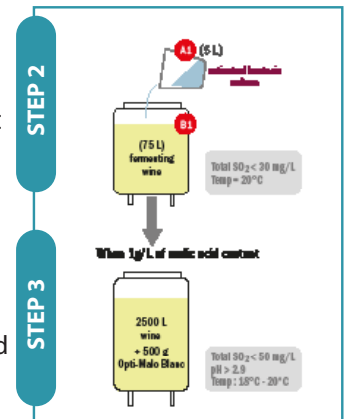 STEP 2
A1 (5 L)
B1
(75 L)
fermenting
wine
Total SO₂ < 30 mg/L
Temp = 20°C
When 1g/L of malic acid content
STEP 3
2500 L
wine
+ 500 g
Opti-Malo Blanc
Total SO₂ < 50 mg/L
pH > 2.9
Temp : 18°C - 20°C